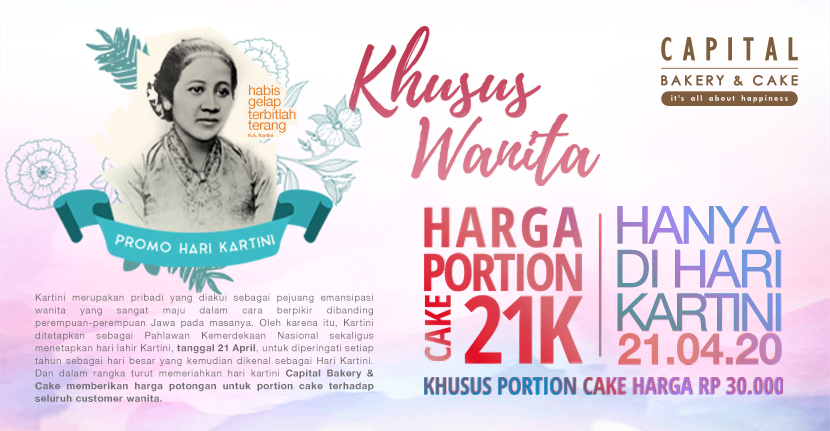 habis
gelap
terbitlah
terang
R.A. Kartini
PROMO HARI KARTINI
Kartini merupakan pribadi yang diakui sebagai pejuang emansipasi
wanita yang sangat maju dalam cara berpikir dibanding
perempuan-perempuan Jawa pada masanya. Oleh karena itu, Kartini
ditetapkan sebagai Pahlawan Kemerdekaan Nasional sekaligus
menetapkan hari lahir Kartini, tanggal 21 April, untuk diperingati setiap
tahun sebagai hari besar yang kemudian dikenal sebagai Hari Kartini.
Dan dalam rangka turut memeriahkan hari kartini Capital Bakery &
Cake memberikan harga potongan untuk portion cake terhadap
seluruh customer wanita.
Khusus
Wanita
CAPITAL
BAKERY & CAKE
it's all about happiness
HARGA
PORTION
CAKE 21K
HANYA
DI HARI
KARTINI
21.04.20
KHUSUS PORTION CAKE HARGA RP 30.000